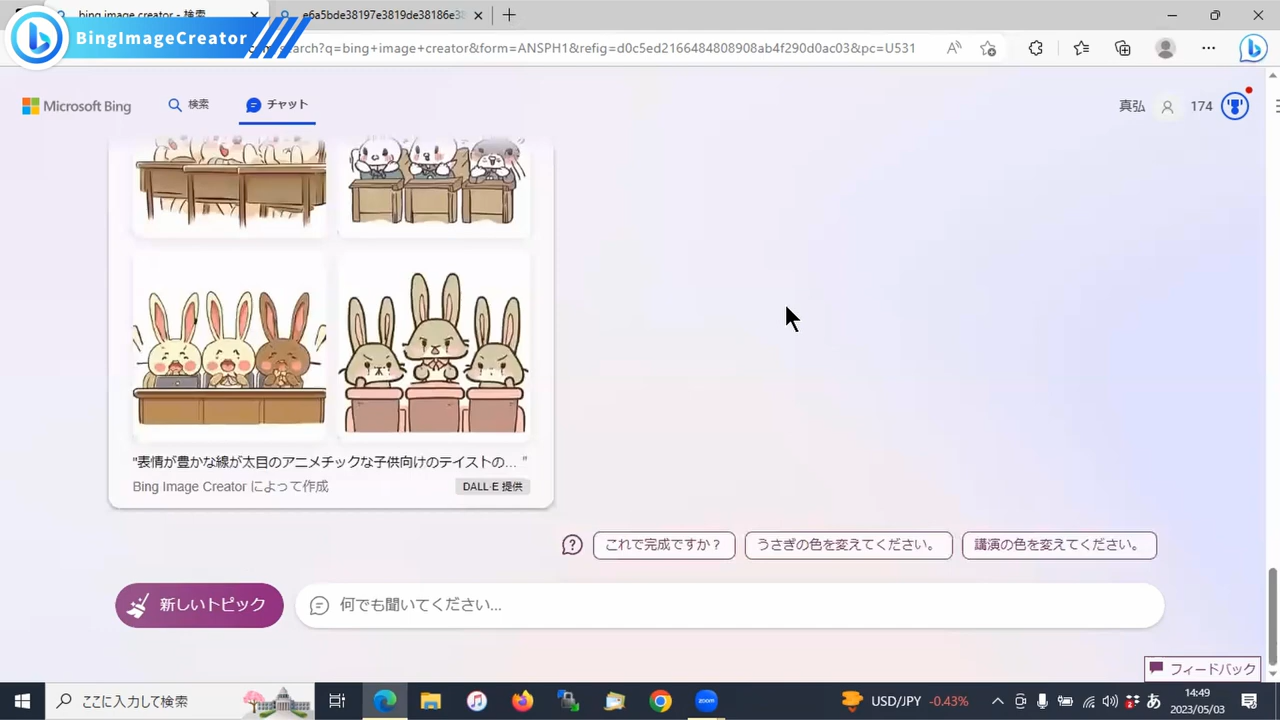 bing image creator - 検索
e6a5bde38197e3819de38186e38
BingImageCreator
search?q=bing+image+creator&form=ANSPH1&refig=d0c5ed2166484808908ab4f290d0ac03&pc=U531
Microsoft Bing
検索
チャット
真弘
174
"表情が豊かな線が太目のアニメチックな子供向けのテイストの... "
Bing Image Creator によって作成
DALL·E 提供
これで完成ですか？
うさぎの色を変えてください。
講演の色を変えてください。
新しいトピック
何でも聞いてください...
フィードバック
ここに入力して検索
zoom
USD/JPY -0.43%
あ
14:49
2023/05/03